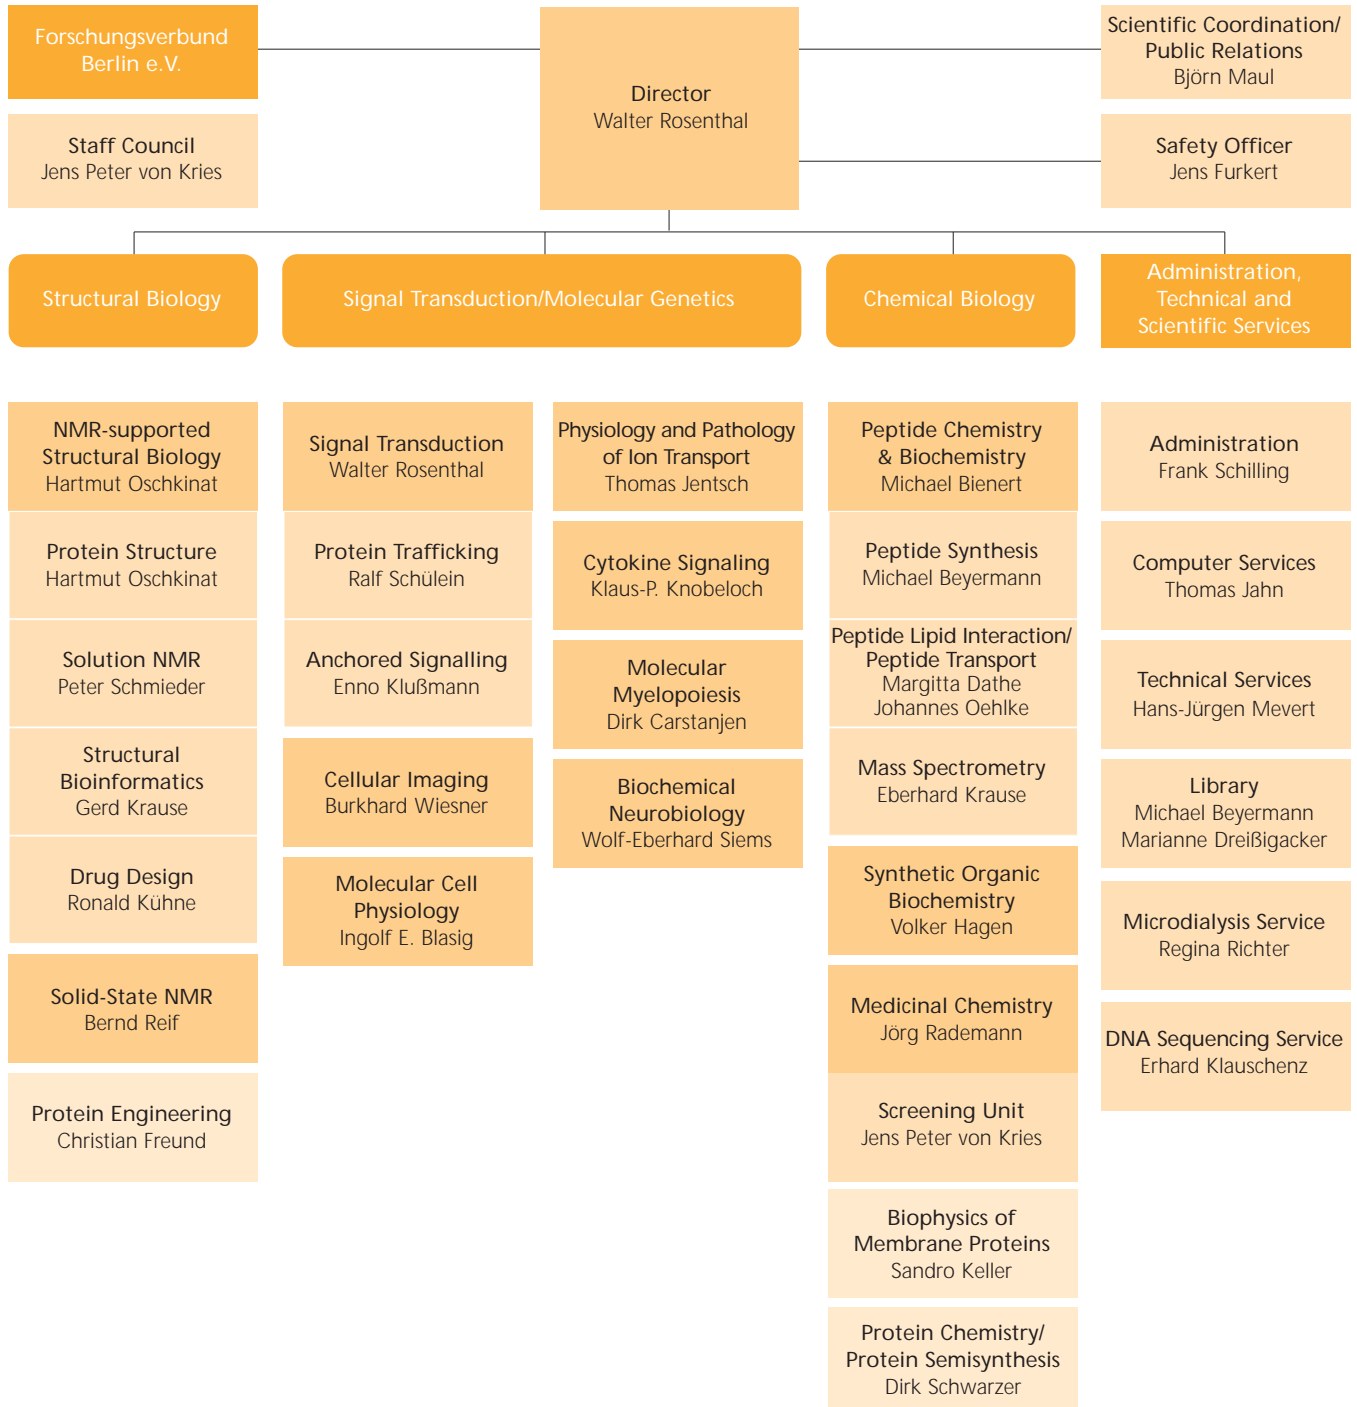 Forschungsverbund
Berlin e.V.
Director
Walter Rosenthal
Scientific Coordination/
Public Relations
Björn Maul
Staff Council
Jens Peter von Kries
Safety Officer
Jens Furkert
Structural Biology
Signal Transduction/Molecular Genetics
Chemical Biology
Administration,
Technical and
Scientific Services
NMR-supported
Structural Biology
Hartmut Oschkinat
Protein Structure
Hartmut Oschkinat
Solution NMR
Peter Schmieder
Structural
Bioinformatics
Gerd Krause
Drug Design
Ronald Kühne
Solid-State NMR
Bernd Reif
Protein Engineering
Christian Freund
Signal Transduction
Walter Rosenthal
Protein Trafficking
Ralf Schülein
Anchored Signalling
Enno Klußmann
Cellular Imaging
Burkhard Wiesner
Molecular Cell
Physiology
Ingolf E. Blasig
Physiology and Pathology
of Ion Transport
Thomas Jentsch
Cytokine Signaling
Klaus-P. Knobeloch
Molecular
Myelopoiesis
Dirk Carstanjen
Biochemical
Neurobiology
Wolf-Eberhard Siems
Peptide Chemistry
& Biochemistry
Michael Bienert
Peptide Synthesis
Michael Beyermann
Peptide Lipid Interaction/
Peptide Transport
Margitta Dathe
Johannes Oehlke
Mass Spectrometry
Eberhard Krause
Synthetic Organic
Biochemistry
Volker Hagen
Medicinal Chemistry
Jörg Rademann
Screening Unit
Jens Peter von Kries
Biophysics of
Membrane Proteins
Sandro Keller
Protein Chemistry/
Protein Semisynthesis
Dirk Schwarzer
Administration
Frank Schilling
Computer Services
Thomas Jahn
Technical Services
Hans-Jürgen Mevert
Library
Michael Beyermann
Marianne Dreißigacker
Microdialysis Service
Regina Richter
DNA Sequencing Service
Erhard Klauschenz